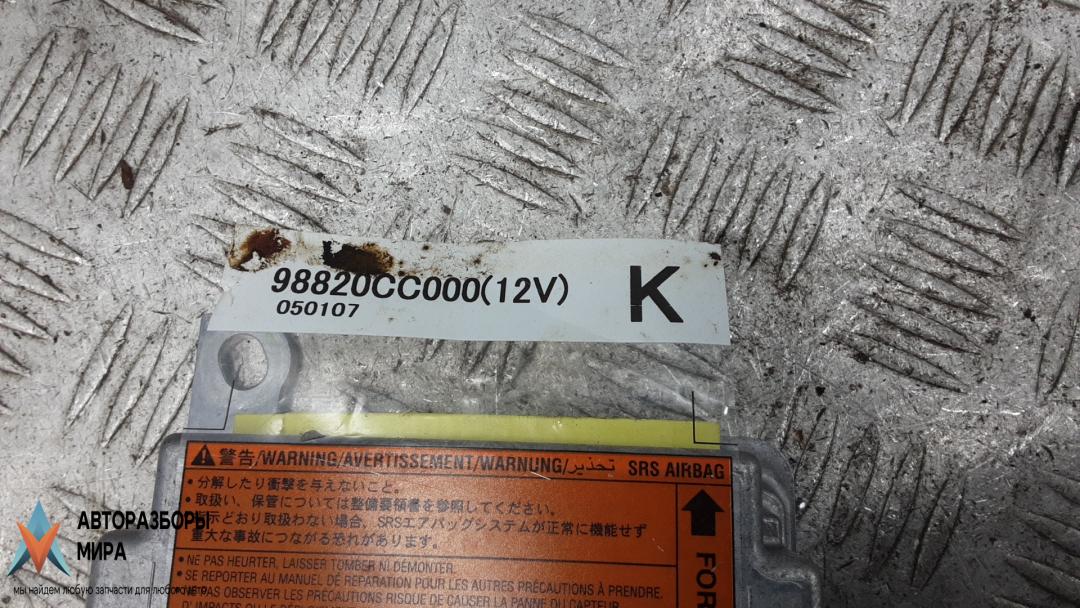 98820CC000(12V) K
050107
警告/WARNING/AVERTISSEMENT/WARNUNG/تحذير SRS AIRBAG
• 分解したり衝撃を与えないこと。
• 取扱い、保管については整備要領書を参照してください。
指示どおり取扱わない場合、SRSエアバッグシステムが正常に機能せず
重大な事故につながる恐れがあります。
• NE PAS HEURTER, LAISSER TOMBER NI DÉMONTER.
• SE REPORTER AU MANUEL DE RÉPARATION POUR LES AUTRES PRÉCAUTIONS À PRENDRE.
• NE PAS OBSERVER LES PRÉCAUTIONS RISQUE DE CAUSER LA PANNE DU CAPTEUR
D'IMPACTS OU LE
FOR
АВТОРАЗБОРЫ
МИРА
мы найдем любую запчасти для любого авто